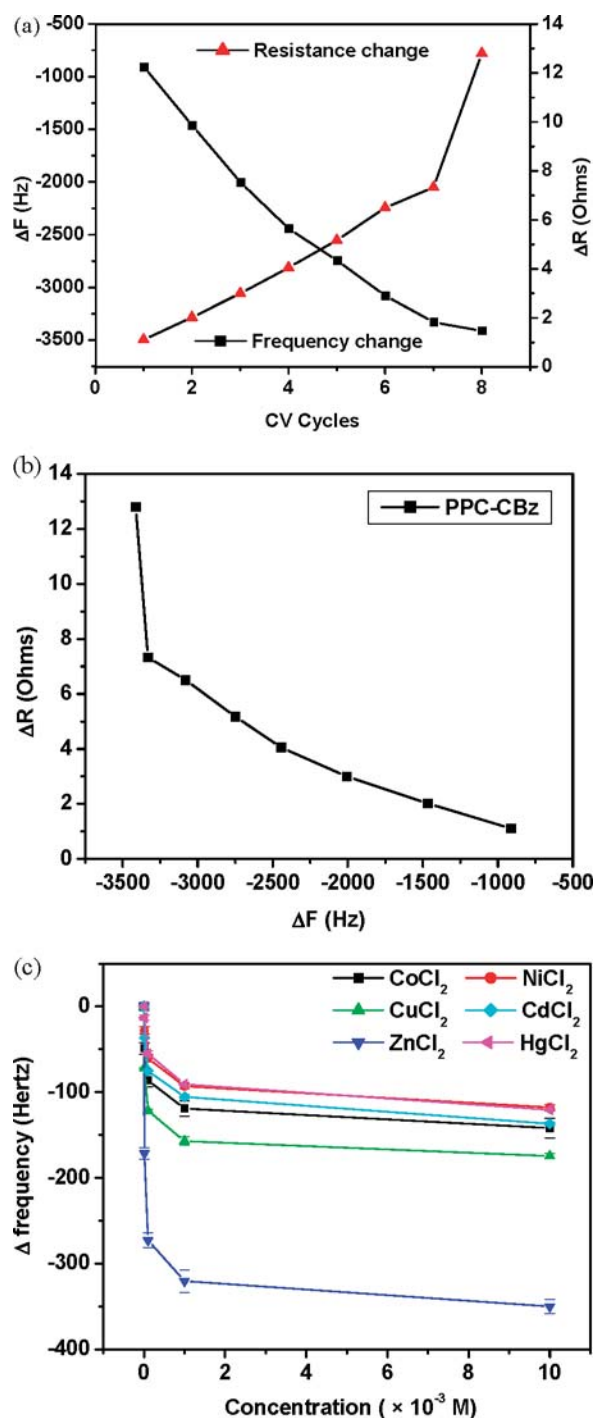 (a)
-500
-1000
-1500
-2000
-2500
-3000
-3500
ΔF (Hz)
Resistance change
Frequency change
14
12
10
8
6
4
2
0
ΔR (Ohms)
0 2 4 6 8
CV Cycles
(b)
14
12
10
8
6
4
2
0
ΔR (Ohms)
PPC-CBz
-3500 -3000 -2500 -2000 -1500 -1000 -500
ΔF (Hz)
(c)
0
-100
-200
-300
-400
Δ frequency (Hertz)
CoCl₂ NiCl₂
CuCl₂ CdCl₂
ZnCl₂ HgCl₂
0 2 4 6 8 10
Concentration ( × 10⁻³ M)